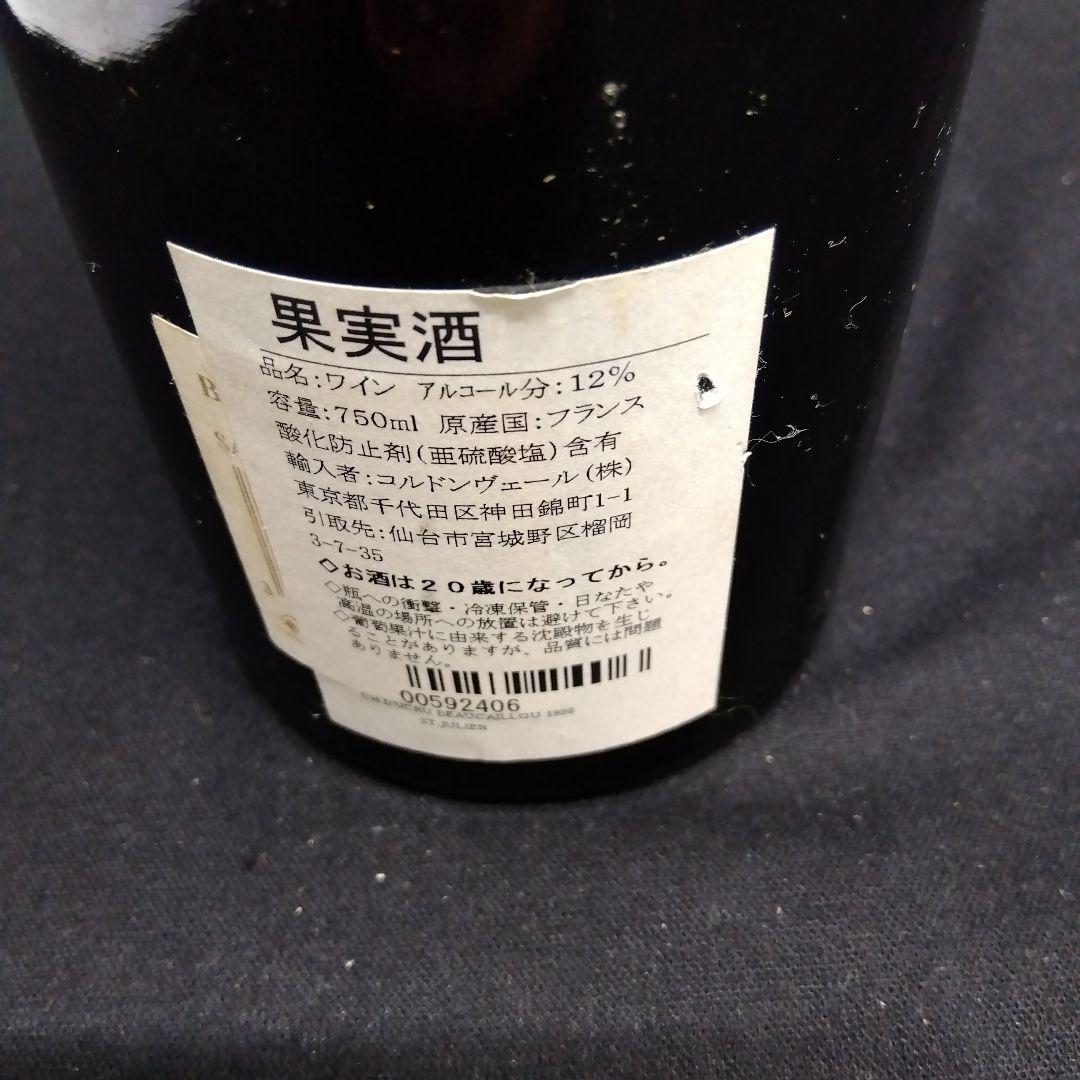 果実酒
品名:ワイン アルコール分:12%
容量:750ml 原産国:フランス
酸化防止剤(亜硫酸塩)含有
輸入者:コルドンヴェール(株)
東京都千代田区神田錦町1-1
引取先:仙台市宮城野区榴岡
3-7-35
◇お酒は20歳になってから。
◇瓶への衝撃・冷凍保管・日なたや
高温の場所への放置は避けて下さい。
◇葡萄果汁に由来する沈殿物を生じ
ることがありますが、品質には問題
ありません。
00592406
CH DUCRU BEAUCAILLOU
ST.JULIEN
B